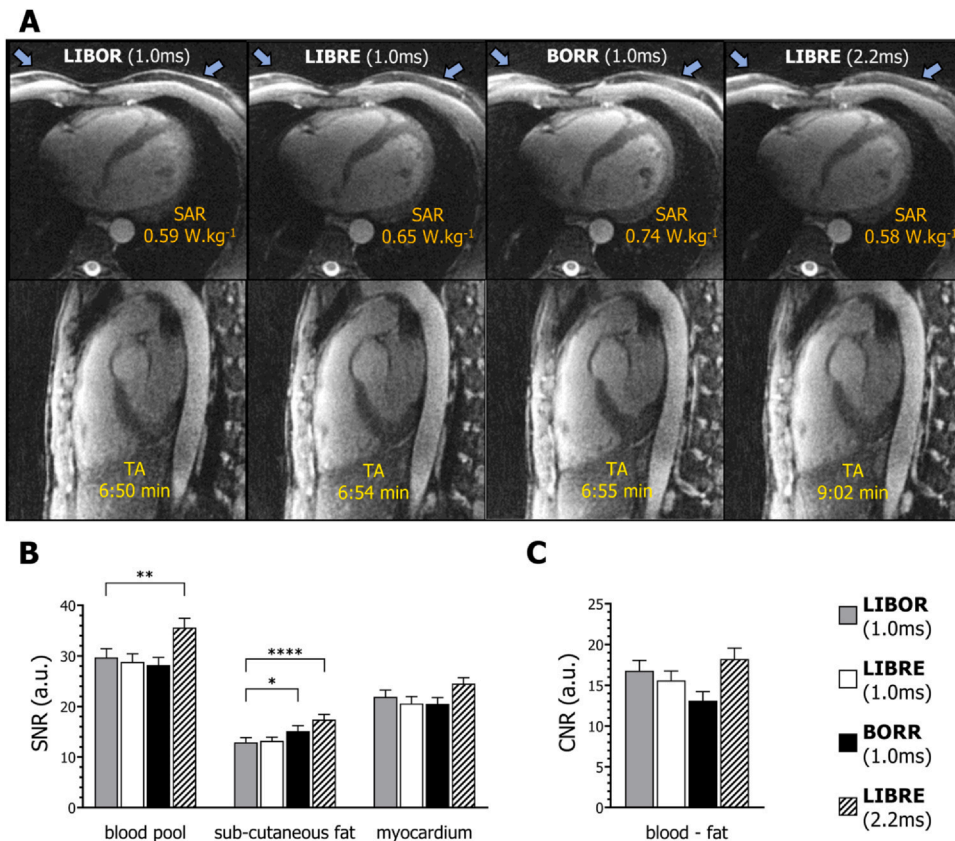 A
LIBOR (1.0ms)
LIBRE (1.0ms)
BORR (1.0ms)
LIBRE (2.2ms)
SAR
0.59 W.kg⁻¹
SAR
0.65 W.kg⁻¹
SAR
0.74 W.kg⁻¹
SAR
0.58 W.kg⁻¹
TA
6:50 min
TA
6:54 min
TA
6:55 min
TA
9:02 min
B
SNR (a.u.)
40
30
20
10
0
**
****
*
blood pool
sub-cutaneous fat
myocardium
C
CNR (a.u.)
25
20
15
10
5
0
blood - fat
LIBOR
(1.0ms)
LIBRE
(1.0ms)
BORR
(1.0ms)
LIBRE
(2.2ms)